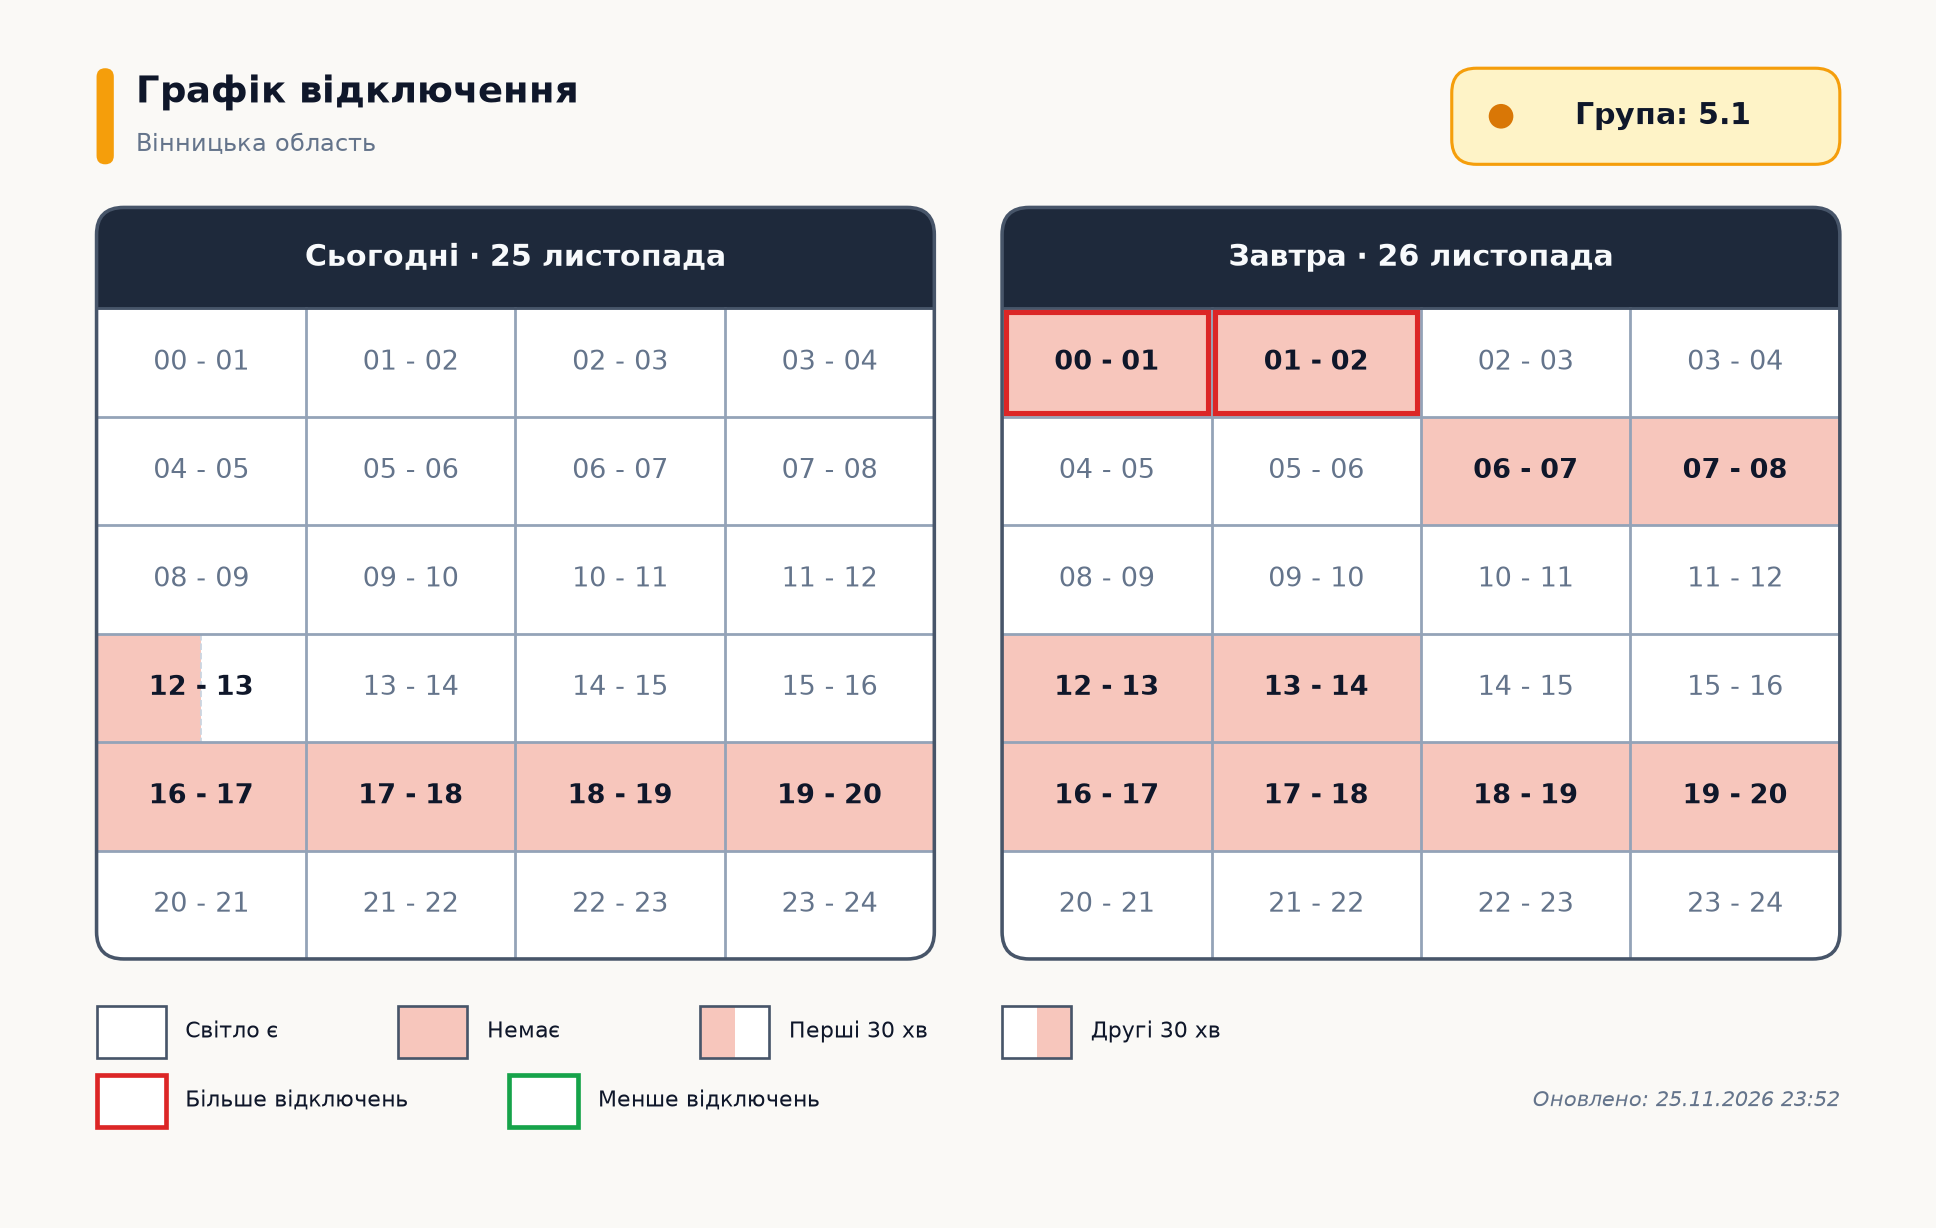 Графік відключення
Вінницька область
Група: 5.1
Сьогодні · 25 листопада
00 - 01 01 - 02 02 - 03 03 - 04
04 - 05 05 - 06 06 - 07 07 - 08
08 - 09 09 - 10 10 - 11 11 - 12
12 - 13 13 - 14 14 - 15 15 - 16
16 - 17 17 - 18 18 - 19 19 - 20
20 - 21 21 - 22 22 - 23 23 - 24
Завтра · 26 листопада
00 - 01 01 - 02 02 - 03 03 - 04
04 - 05 05 - 06 06 - 07 07 - 08
08 - 09 09 - 10 10 - 11 11 - 12
12 - 13 13 - 14 14 - 15 15 - 16
16 - 17 17 - 18 18 - 19 19 - 20
20 - 21 21 - 22 22 - 23 23 - 24
Світло є Немає Перші 30 хв Другі 30 хв
Більше відключень Менше відключень
Оновлено: 25.11.2026 23:52